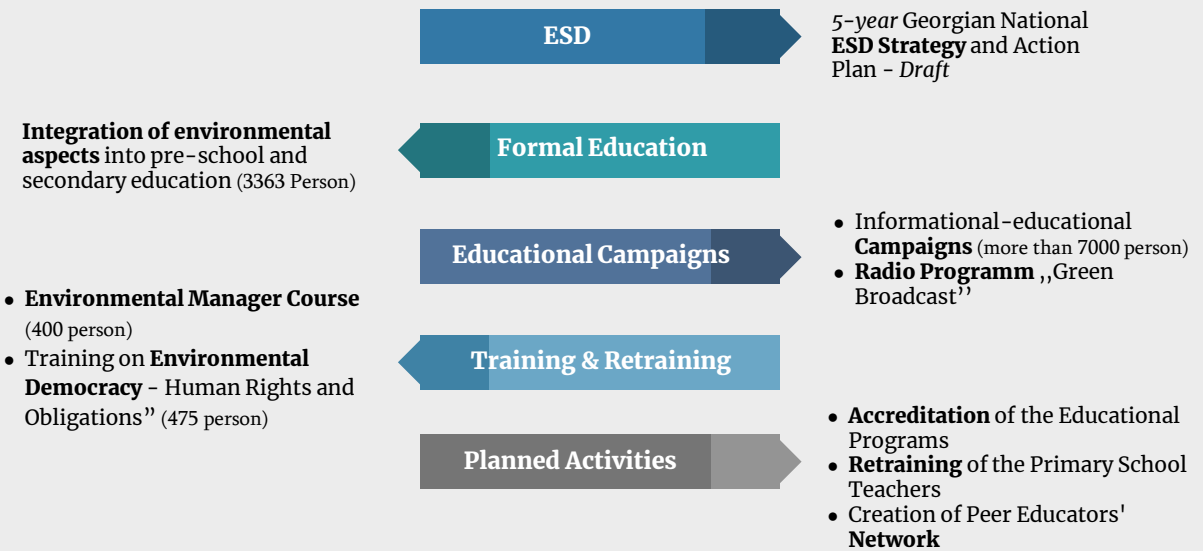 ESD
5-year Georgian National
ESD Strategy and Action
Plan - Draft
Integration of environmental
aspects into pre-school and
secondary education (3363 Person)
Formal Education
Educational Campaigns
• Informational-educational
Campaigns (more than 7000 person)
• Radio Programm ,,Green
Broadcast’’
• Environmental Manager Course
(400 person)
• Training on Environmental
Democracy - Human Rights and
Obligations” (475 person)
Training & Retraining
Planned Activities
• Accreditation of the Educational
Programs
• Retraining of the Primary School
Teachers
• Creation of Peer Educators'
Network